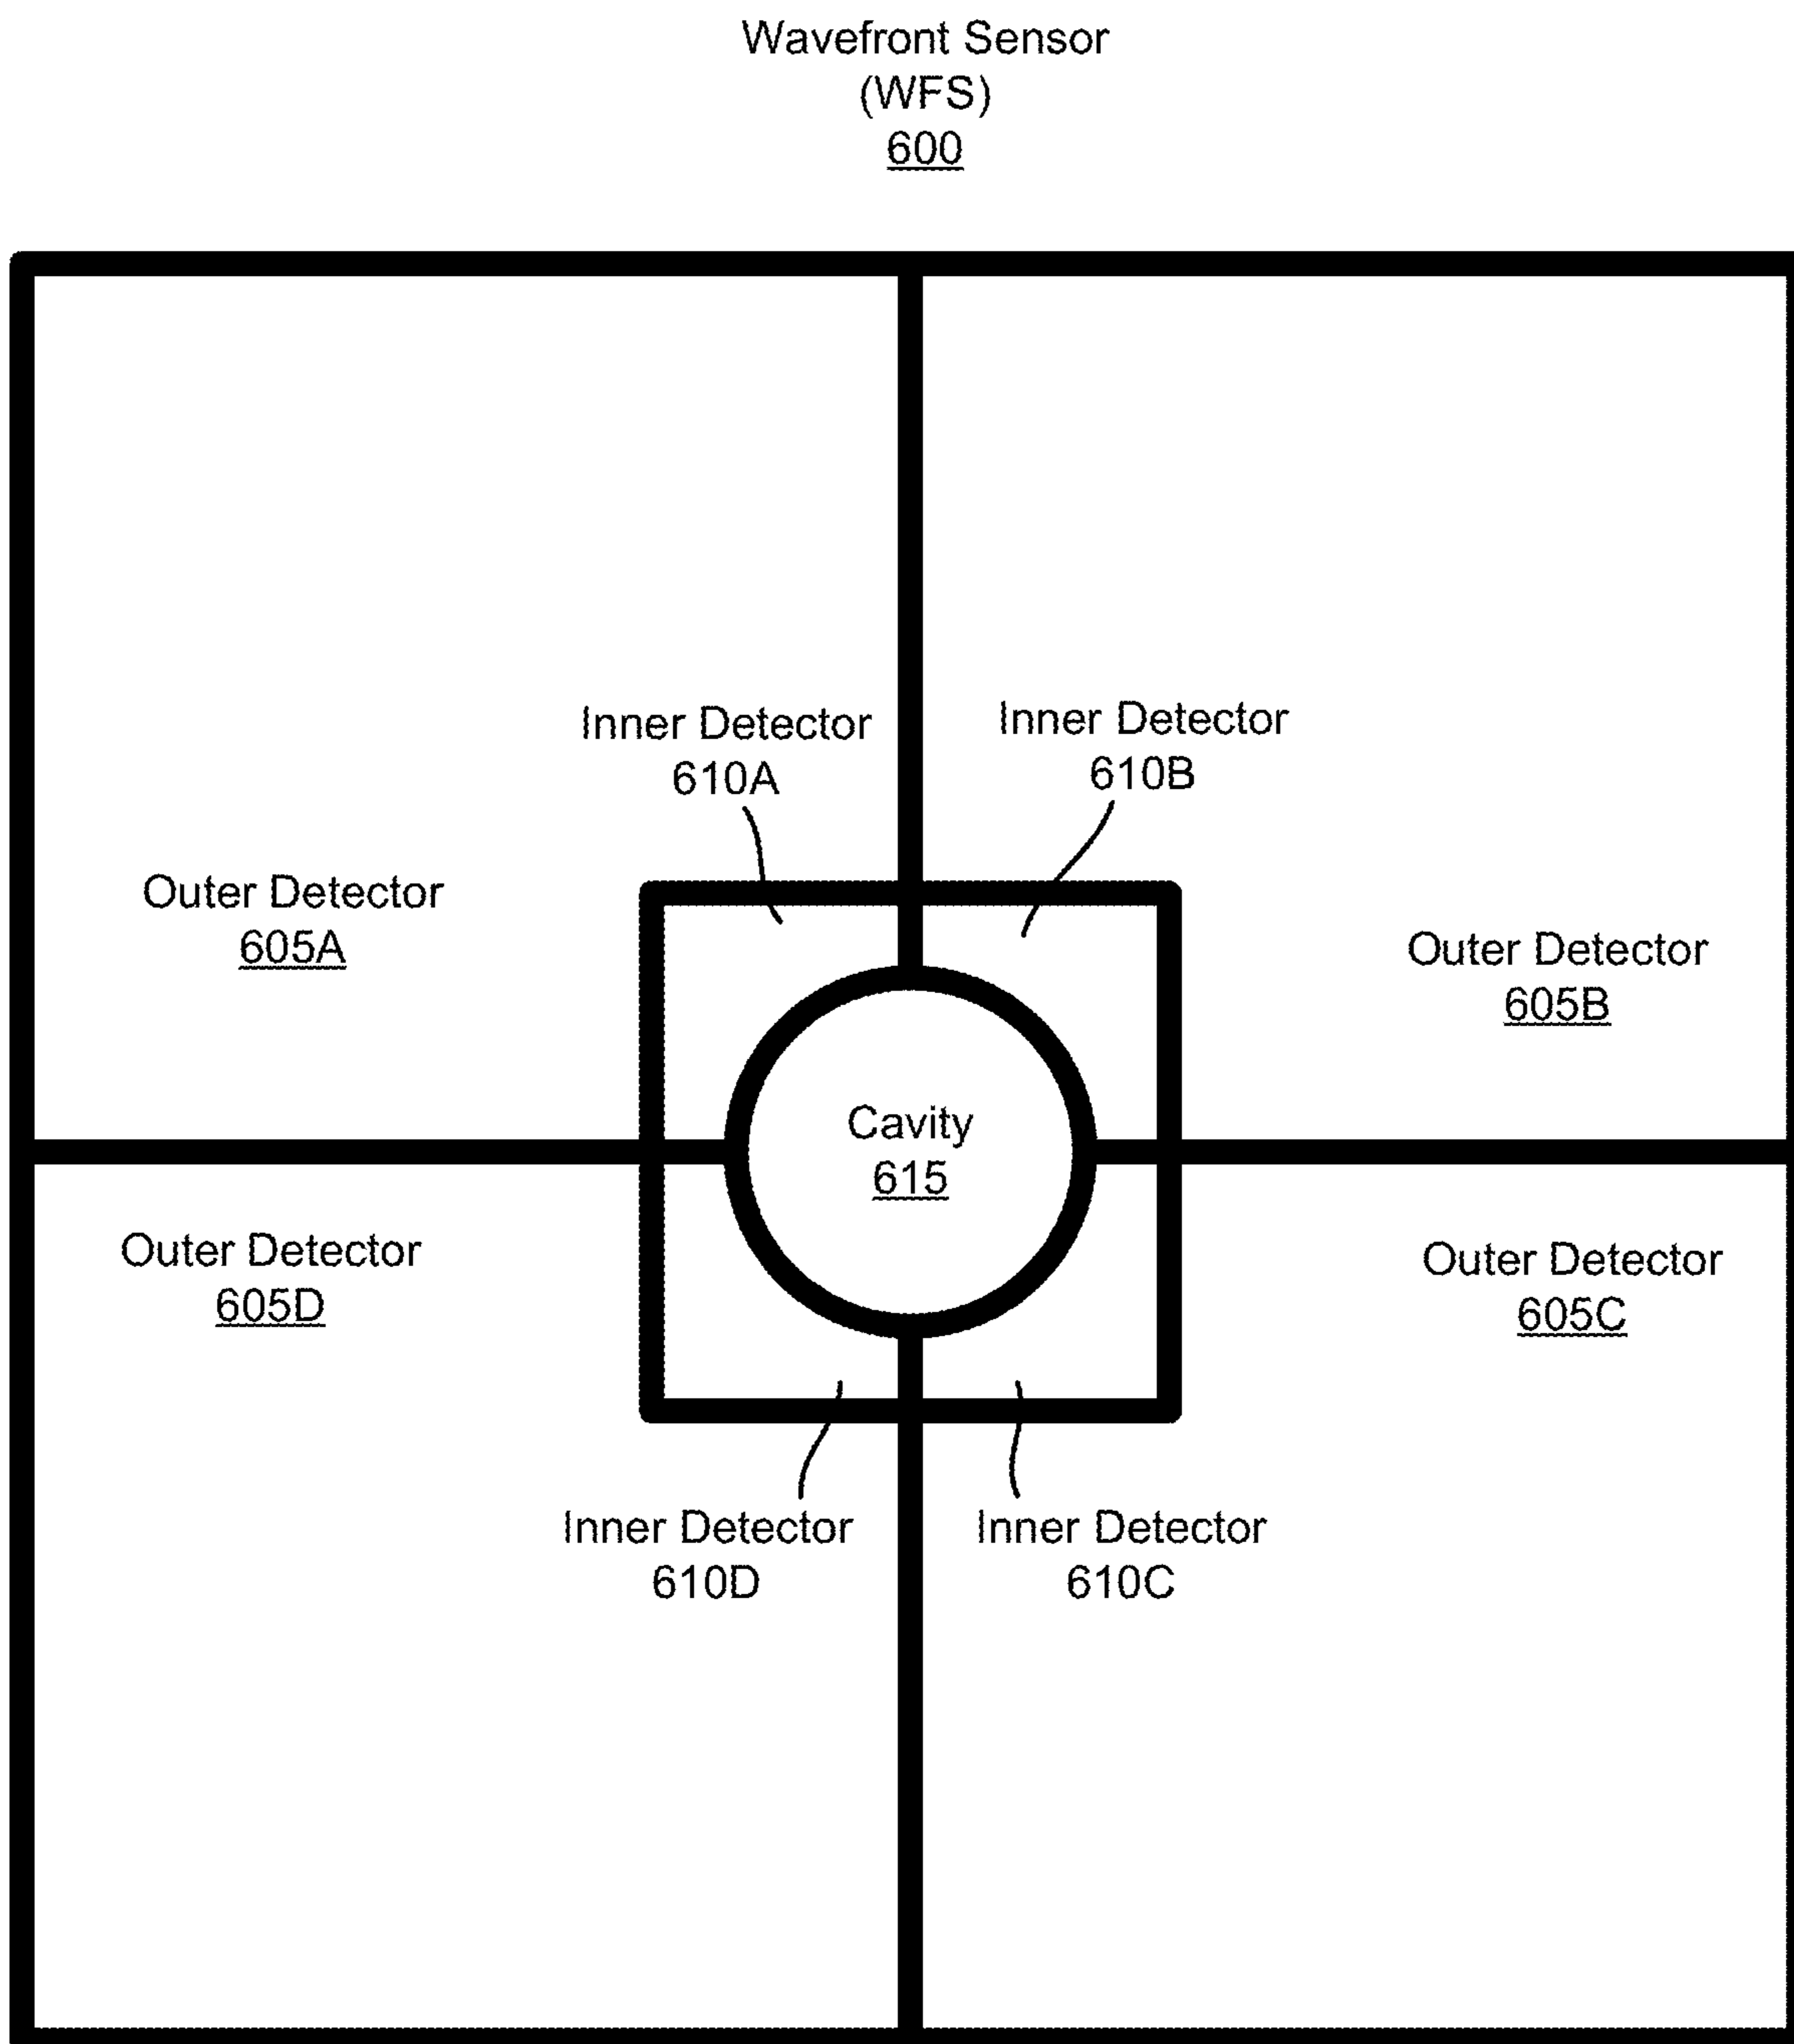 Wavefront Sensor
(WFS)
600
Inner Detector
610A
Inner Detector
610B
Outer Detector
605A
Outer Detector
605B
Cavity
615
Outer Detector
605D
Outer Detector
605C
Inner Detector
610D
Inner Detector
610C